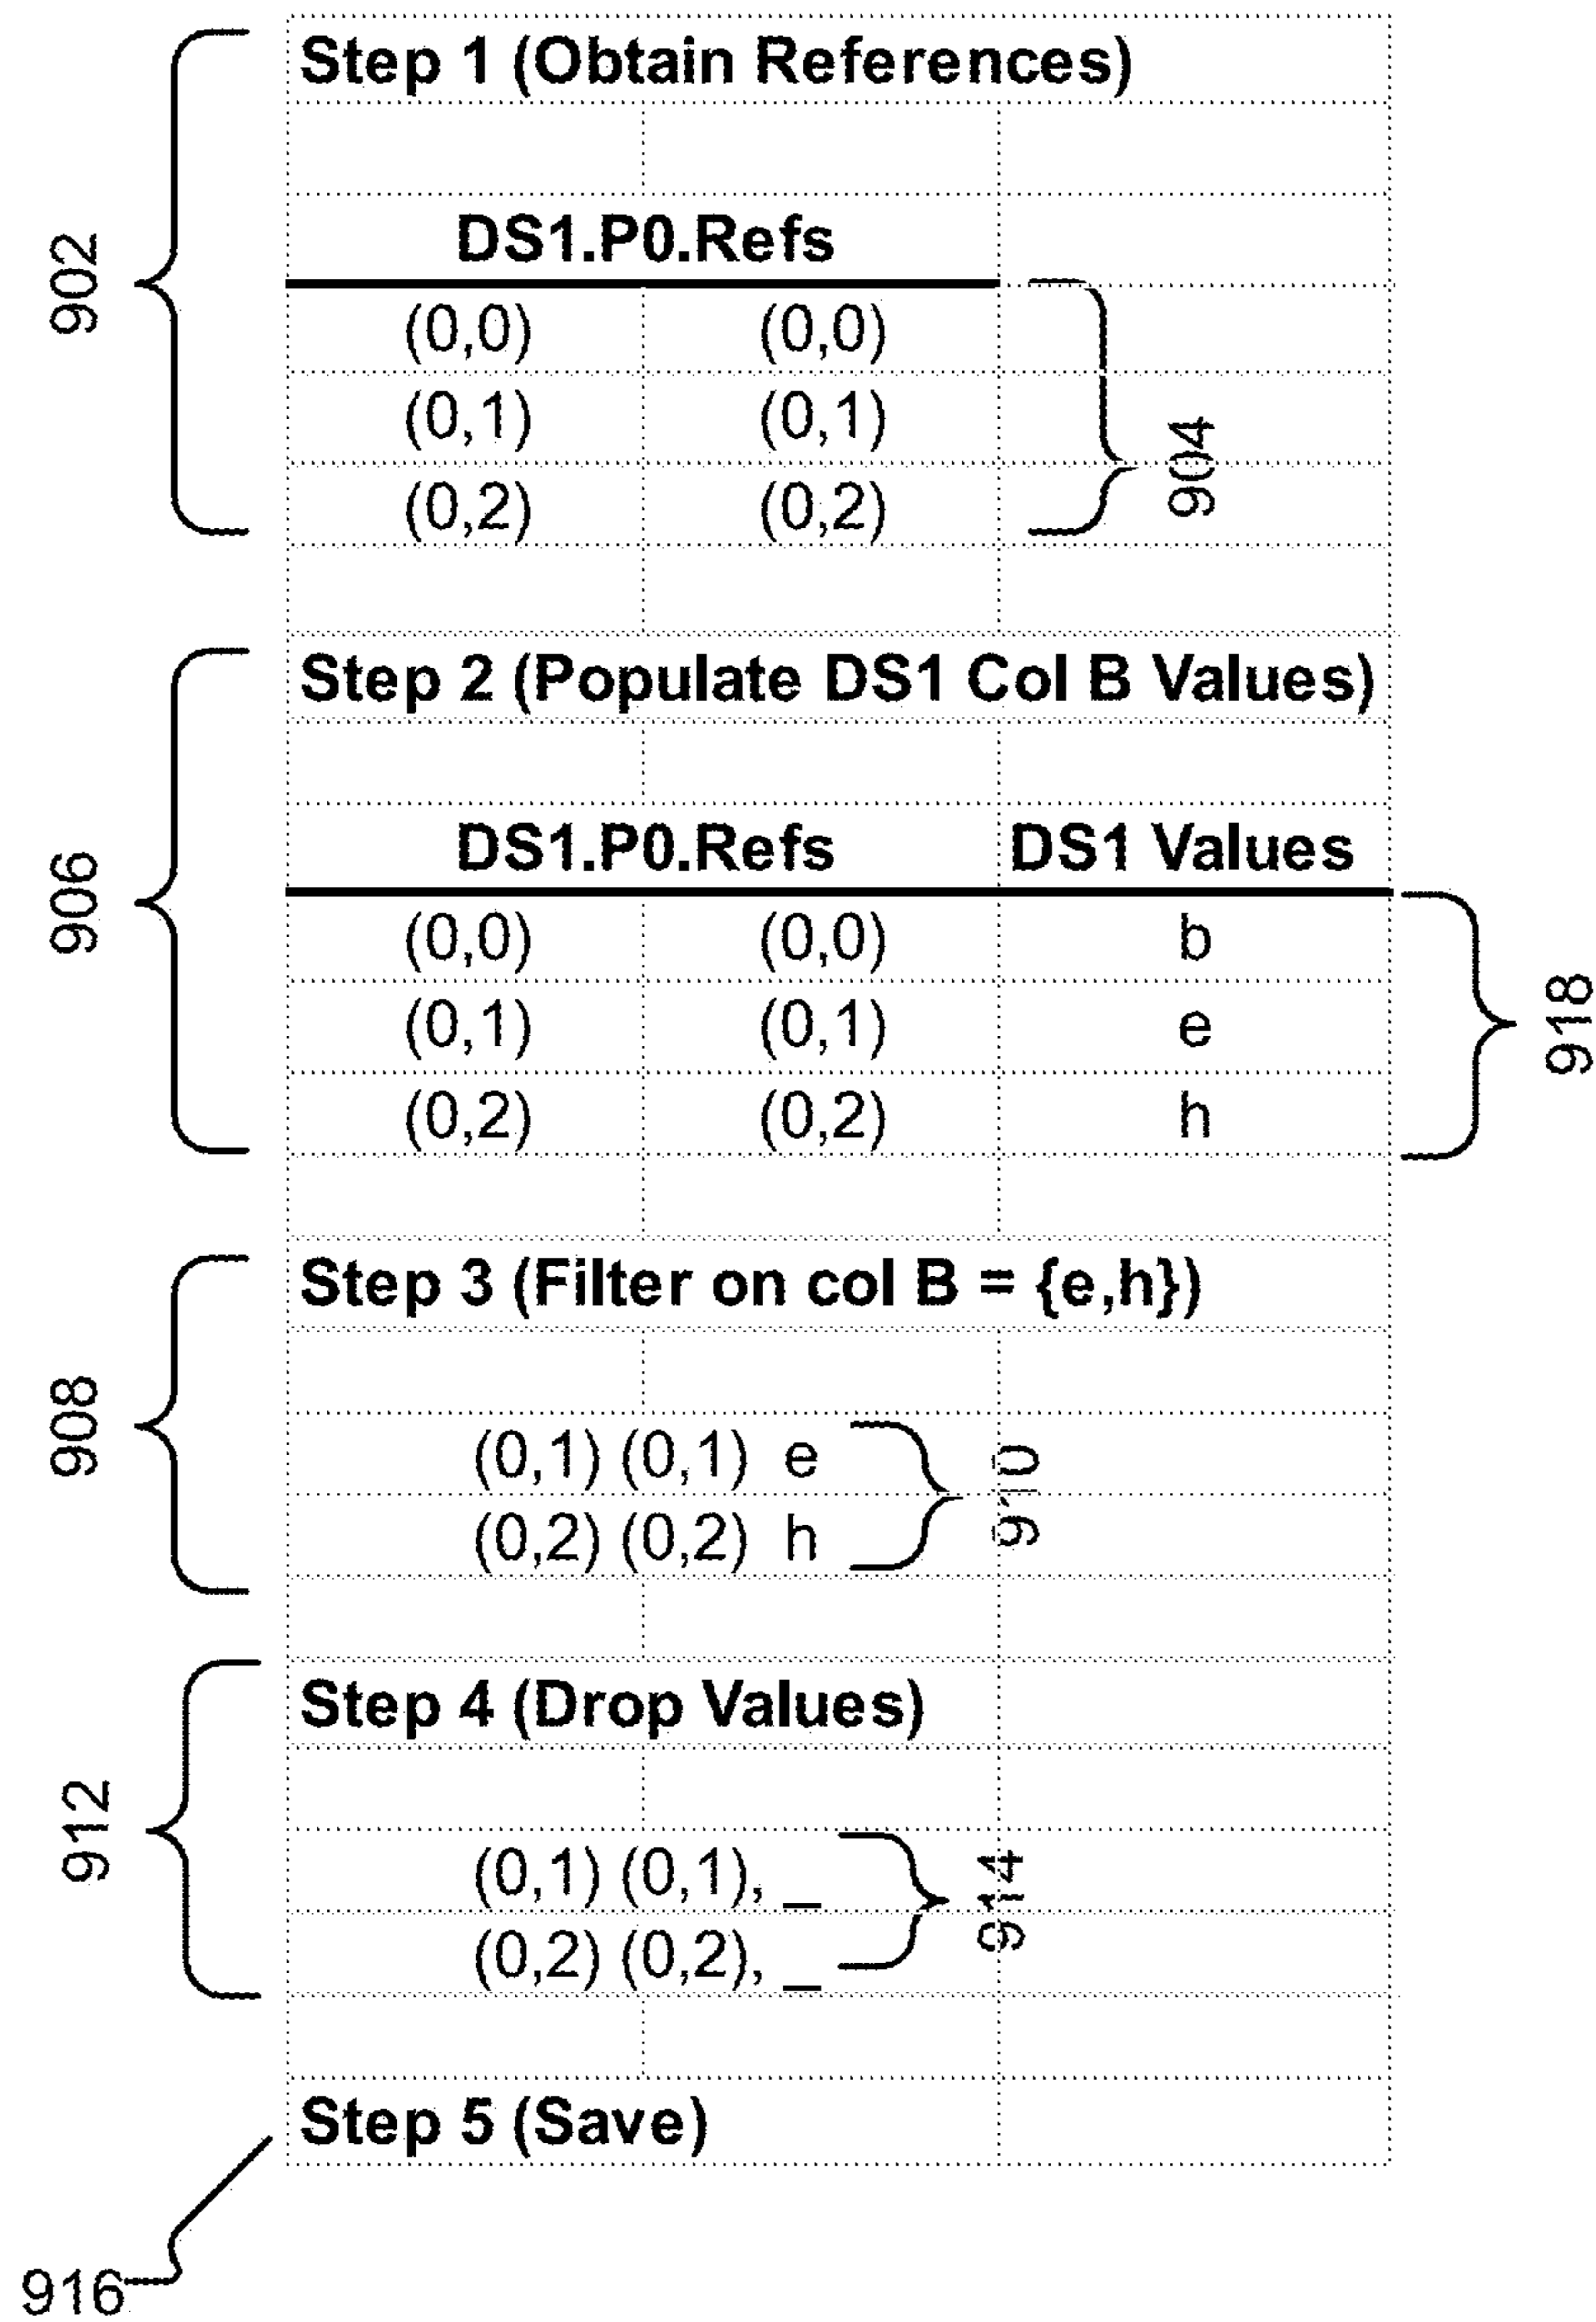 Step 1 (Obtain References)
902
DS1.P0.Refs
(0,0) (0,0)
(0,1) (0,1)
904
(0,2) (0,2)
Step 2 (Populate DS1 Col B Values)
906
DS1.P0.Refs DS1 Values
(0,0) (0,0) b
(0,1) (0,1) e
918
(0,2) (0,2) h
Step 3 (Filter on col B = {e,h})
908
(0,1) (0,1) e
910
(0,2) (0,2) h
Step 4 (Drop Values)
912
(0,1) (0,1), _
914
(0,2) (0,2), _
Step 5 (Save)
916